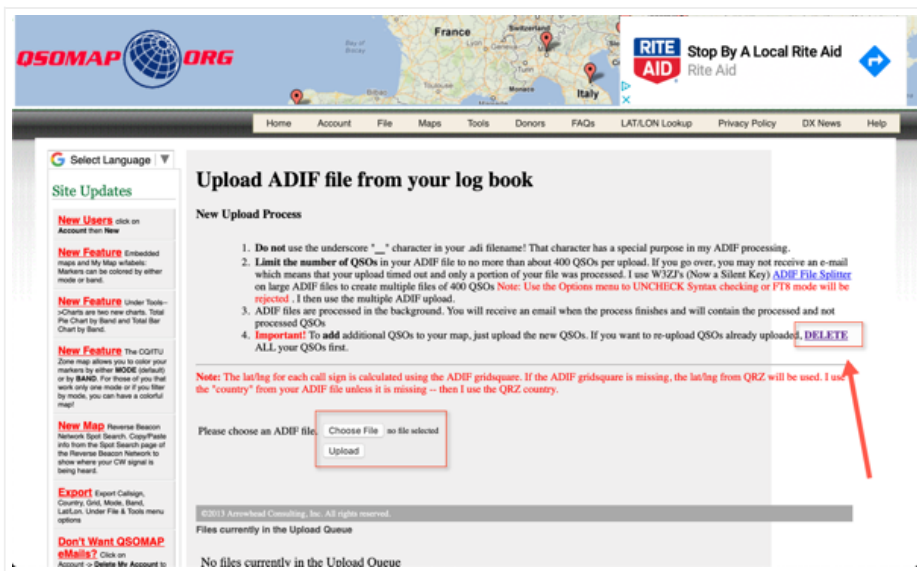 QSOMAP ORG
Bay of
Biscay
France
Lyon
Switzerland
Turin
Toulouse
Monaco
Bilbao
Italy
RITE
AID
Stop By A Local Rite Aid
Rite Aid
Home Account File Maps Tools Donors FAQs LAT/LON Lookup Privacy Policy DX News Help
G Select Language ▼
Site Updates
New Users click on
Account then New
New Feature Embedded
maps and My Map w/labels:
Markers can be colored by either
mode or band.
New Feature Under Tools--
>Charts are two new charts. Total
Pie Chart by Band and Total Bar
Chart by Band.
New Feature The CQ/ITU
Zone map allows you to color your
markers by either MODE (default)
or by BAND. For those of you that
work only one mode or if you filter
by mode, you can have a colorful
map!
New Map Reverse Beacon
Network Spot Search. Copy/Paste
info from the Spot Search page of
the Reverse Beacon Network to
show where your CW signal is
being heard.
Export Export Callsign,
Country, Grid, Mode, Band,
Lat/Lon. Under File & Tools menu
options
Don't Want QSOMAP
eMails? Click on
Account -> Delete My Account to
Upload ADIF file from your log book
New Upload Process
1. Do not use the underscore "_" character in your .adi filename! That character has a special purpose in my ADIF processing.
2. Limit the number of QSOs in your ADIF file to no more than about 400 QSOs per upload. If you go over, you may not receive an e-mail
which means that your upload timed out and only a portion of your file was processed. I use W3ZJ's (Now a Silent Key) ADIF File Splitter
on large ADIF files to create multiple files of 400 QSOs Note: Use the Options menu to UNCHECK Syntax checking or FT8 mode will be
rejected . I then use the multiple ADIF upload.
3. ADIF files are processed in the background. You will receive an email when the process finishes and will contain the processed and not
processed QSOs
4. Important! To add additional QSOs to your map, just upload the new QSOs. If you want to re-upload QSOs already uploaded, DELETE
ALL your QSOs first.
Note: The lat/lng for each call sign is calculated using the ADIF gridsquare. If the ADIF gridsquare is missing, the lat/lng from QRZ will be used. I use
the "country" from your ADIF file unless it is missing -- then I use the QRZ country.
Please choose an ADIF file. Choose File no file selected
Upload
©2013 Arrowhead Consulting, Inc. All rights reserved.
Files currently in the Upload Queue
No files currently in the Upload Queue